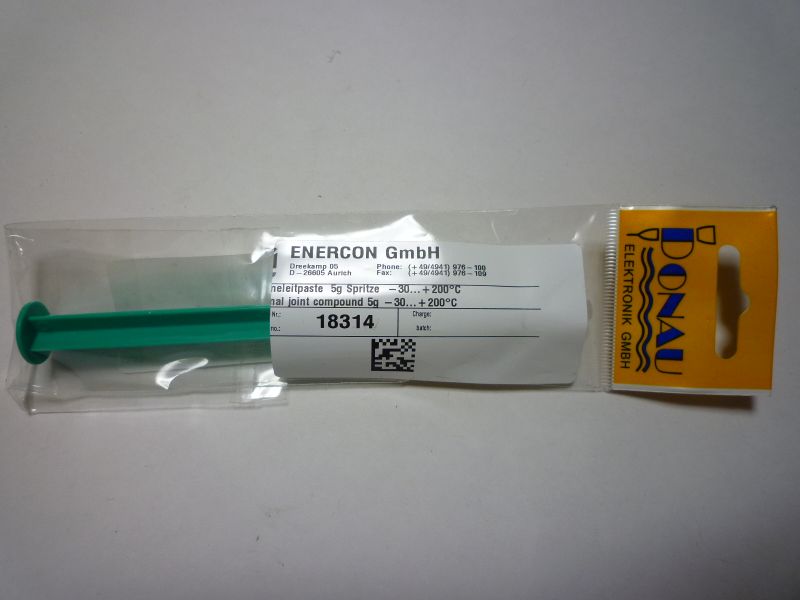 ENERCON GmbH
Dreekamp 05 Phone: (+49/4941) 976-100
D-26605 Aurich Fax: (+49/4941) 976-109
neleitpaste 5g Spritze -30...+200°C
nal joint compound 5g -30...+200°C
Nr.: 18314 Charge:
no.: batch:
DONAU
ELEKTRONIK GMBH